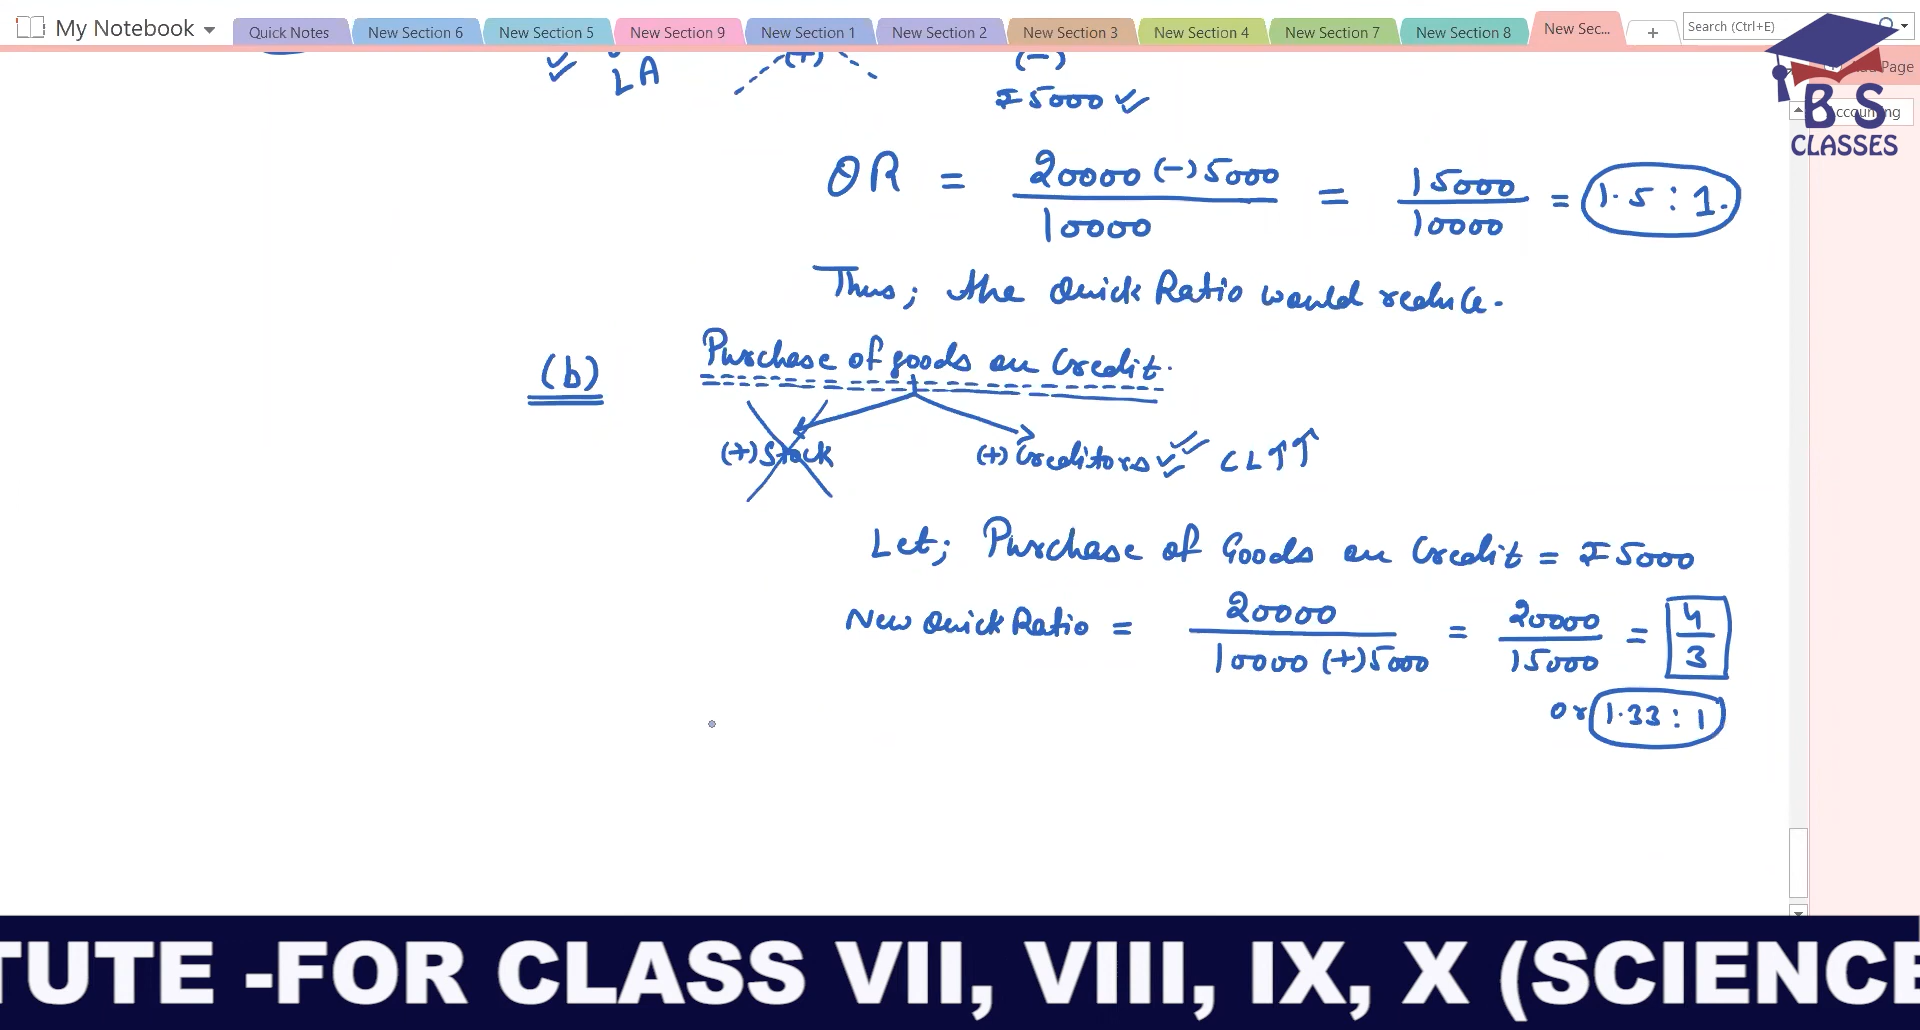 My Notebook
Quick Notes
New Section 6
New Section 5
New Section 9
New Section 1
New Section 2
New Section 3
New Section 4
New Section 7
New Section 8
New Sec...
+
Search (Ctrl+E)
Page
ccounting
B S
CLASSES
LA
(+)
(-)
₹5000
QR = 20000 (-) 5000 / 10000 = 15000 / 10000 = 1.5 : 1.
Thus; the Quick Ratio would reduce.
(b) Purchase of goods on Credit.
(+) Stock (+) Creditors CL↑↑
Let; Purchase of Goods on Credit = ₹5000
New Quick Ratio = 20000 / 10000 (+) 5000 = 20000 / 15000 = 4 / 3
or 1.33 : 1
TUTE -FOR CLASS VII, VIII, IX, X (SCIENCE